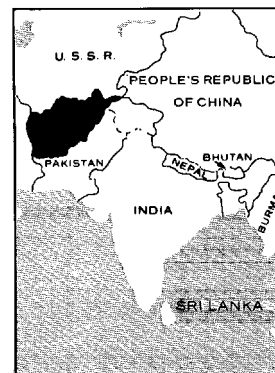 U. S. S. R.
PEOPLE'S REPUBLIC
OF CHINA
PAKISTAN
NEPAL
BHUTAN
INDIA
BURMA
SRI LANKA